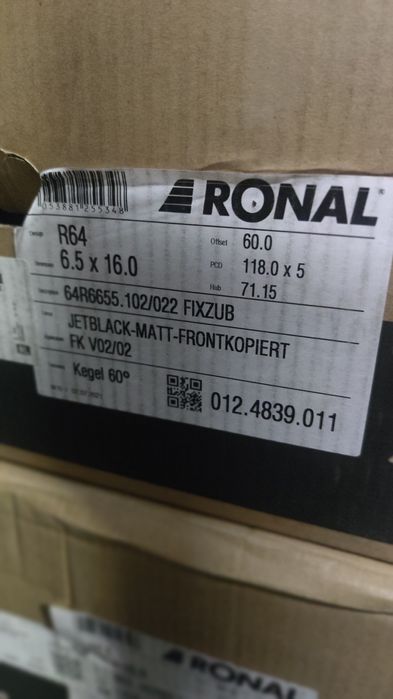 053881255348
RONAL
R64
Offset 60.0
6.5 x 16.0
PCD 118.0 x 5
Hub 71.15
64R6655.102/022 FIXZUB
JETBLACK-MATT-FRONTKOPIERT
FK V02/02
Kegel 60°
012.4839.011
RONAL